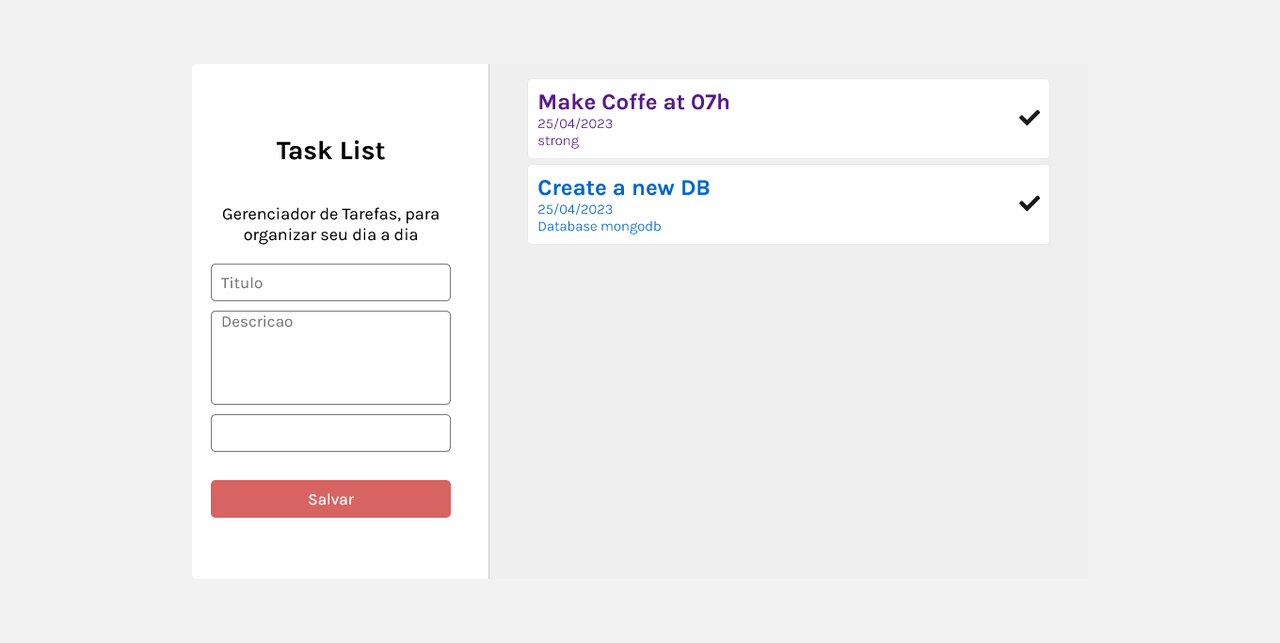 Task List
Gerenciador de Tarefas, para
organizar seu dia a dia
Titulo
Descricao
Salvar
Make Coffe at 07h
25/04/2023
strong
Create a new DB
25/04/2023
Database mongodb